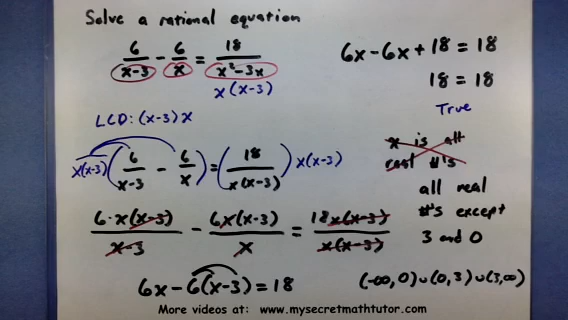 Solve a rational equation
6/(x-3) - 6/x = 18/(x²-3x)
x(x-3)
LCD: (x-3)x
x(x-3)(6/(x-3) - 6/x) = (18/(x(x-3))) x(x-3)
6·x(x-3)/(x-3) - 6x(x-3)/x = 18x(x-3)/(x(x-3))
6x-6(x-3)=18
6x-6x+18=18
18=18
True
x is all
real #'s
all real
#'s except
3 and 0
(-∞,0)∪(0,3)∪(3,∞)
More videos at: www.mysecretmathtutor.com